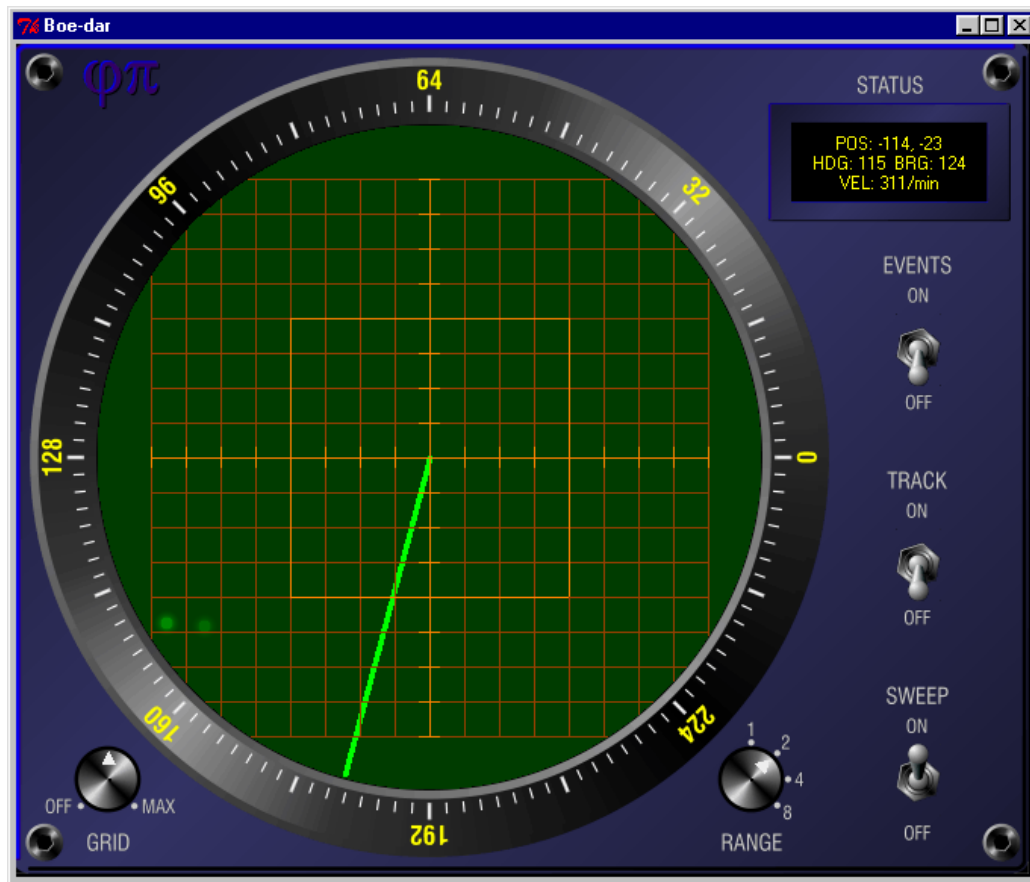 Boe-dar
φπ
STATUS
POS: -114, -23
HDG: 115 BRG: 124
VEL: 311/min
64
96
32
128
0
160
224
192
EVENTS
ON
OFF
TRACK
ON
OFF
SWEEP
ON
OFF
OFF
MAX
GRID
1
2
4
8
RANGE